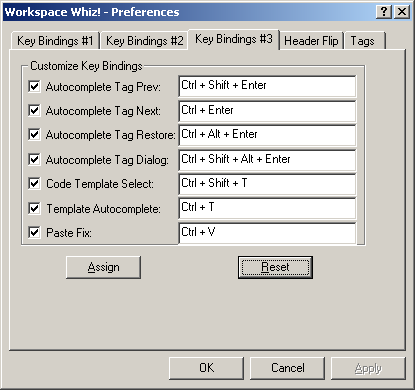 Workspace Whiz! - Preferences
Key Bindings #1 Key Bindings #2 Key Bindings #3 Header Flip Tags
Customize Key Bindings
Autocomplete Tag Prev: Ctrl + Shift + Enter
Autocomplete Tag Next: Ctrl + Enter
Autocomplete Tag Restore: Ctrl + Alt + Enter
Autocomplete Tag Dialog: Ctrl + Shift + Alt + Enter
Code Template Select: Ctrl + Shift + T
Template Autocomplete: Ctrl + T
Paste Fix: Ctrl + V
Assign Reset
OK Cancel Apply